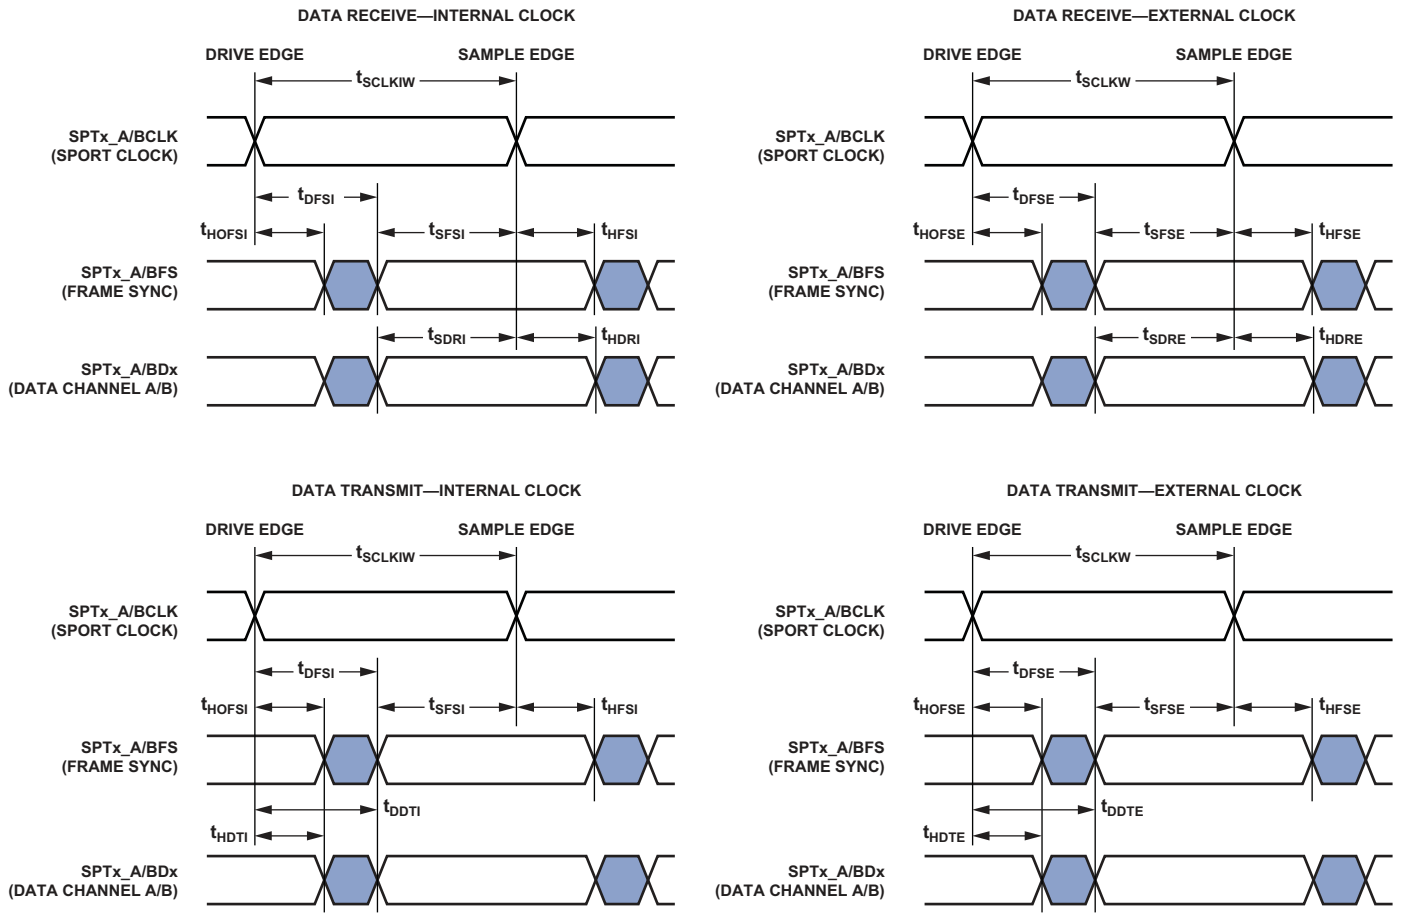 DATA RECEIVE—INTERNAL CLOCK
DRIVE EDGE
SAMPLE EDGE
tSCLKIW
SPTx_A/BCLK
(SPORT CLOCK)
tDFSI
tHOFSI
tSFSI
tHFSI
SPTx_A/BFS
(FRAME SYNC)
tSDRI
tHDRI
SPTx_A/BDx
(DATA CHANNEL A/B)
DATA RECEIVE—EXTERNAL CLOCK
DRIVE EDGE
SAMPLE EDGE
tSCLKW
SPTx_A/BCLK
(SPORT CLOCK)
tDFSE
tHOFSE
tSFSE
tHFSE
SPTx_A/BFS
(FRAME SYNC)
tSDRE
tHDRE
SPTx_A/BDx
(DATA CHANNEL A/B)
DATA TRANSMIT—INTERNAL CLOCK
DRIVE EDGE
SAMPLE EDGE
tSCLKIW
SPTx_A/BCLK
(SPORT CLOCK)
tDFSI
tHOFSI
tSFSI
tHFSI
SPTx_A/BFS
(FRAME SYNC)
tDDTI
tHDTI
SPTx_A/BDx
(DATA CHANNEL A/B)
DATA TRANSMIT—EXTERNAL CLOCK
DRIVE EDGE
SAMPLE EDGE
tSCLKW
SPTx_A/BCLK
(SPORT CLOCK)
tDFSE
tHOFSE
tSFSE
tHFSE
SPTx_A/BFS
(FRAME SYNC)
tDDTE
tHDTE
SPTx_A/BDx
(DATA CHANNEL A/B)